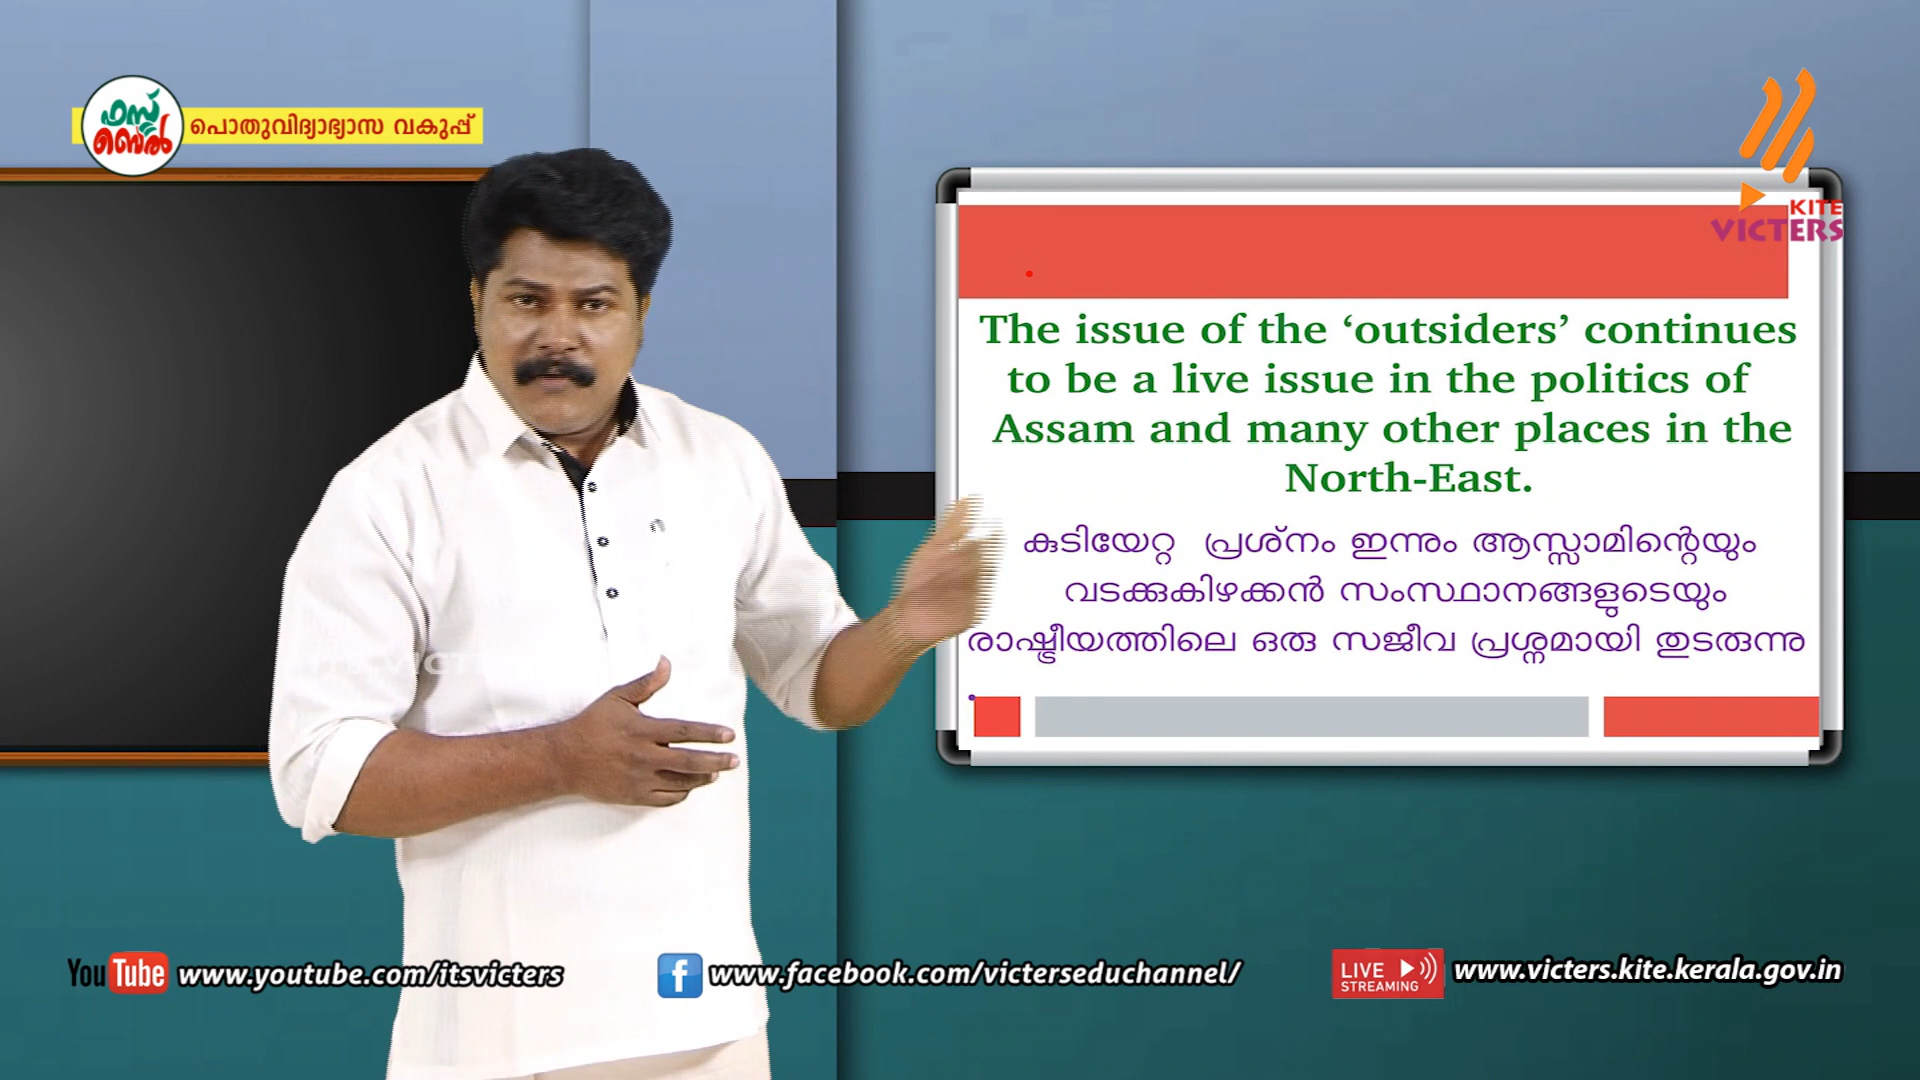 ഫസ്റ്റ്
ബെൽ
പൊതുവിദ്യാഭ്യാസ വകുപ്പ്
KITE
VICTERS
The issue of the ‘outsiders’ continues
to be a live issue in the politics of
Assam and many other places in the
North-East.
കുടിയേറ്റ പ്രശ്നം ഇന്നും ആസ്സാമിന്റെയും
വടക്കുകിഴക്കൻ സംസ്ഥാനങ്ങളുടെയും
രാഷ്ട്രീയത്തിലെ ഒരു സജീവ പ്രശ്നമായി തുടരുന്നു
YouTube www.youtube.com/itsvicters
f www.facebook.com/victerseduchannel/
LIVE
STREAMING
www.victers.kite.kerala.gov.in